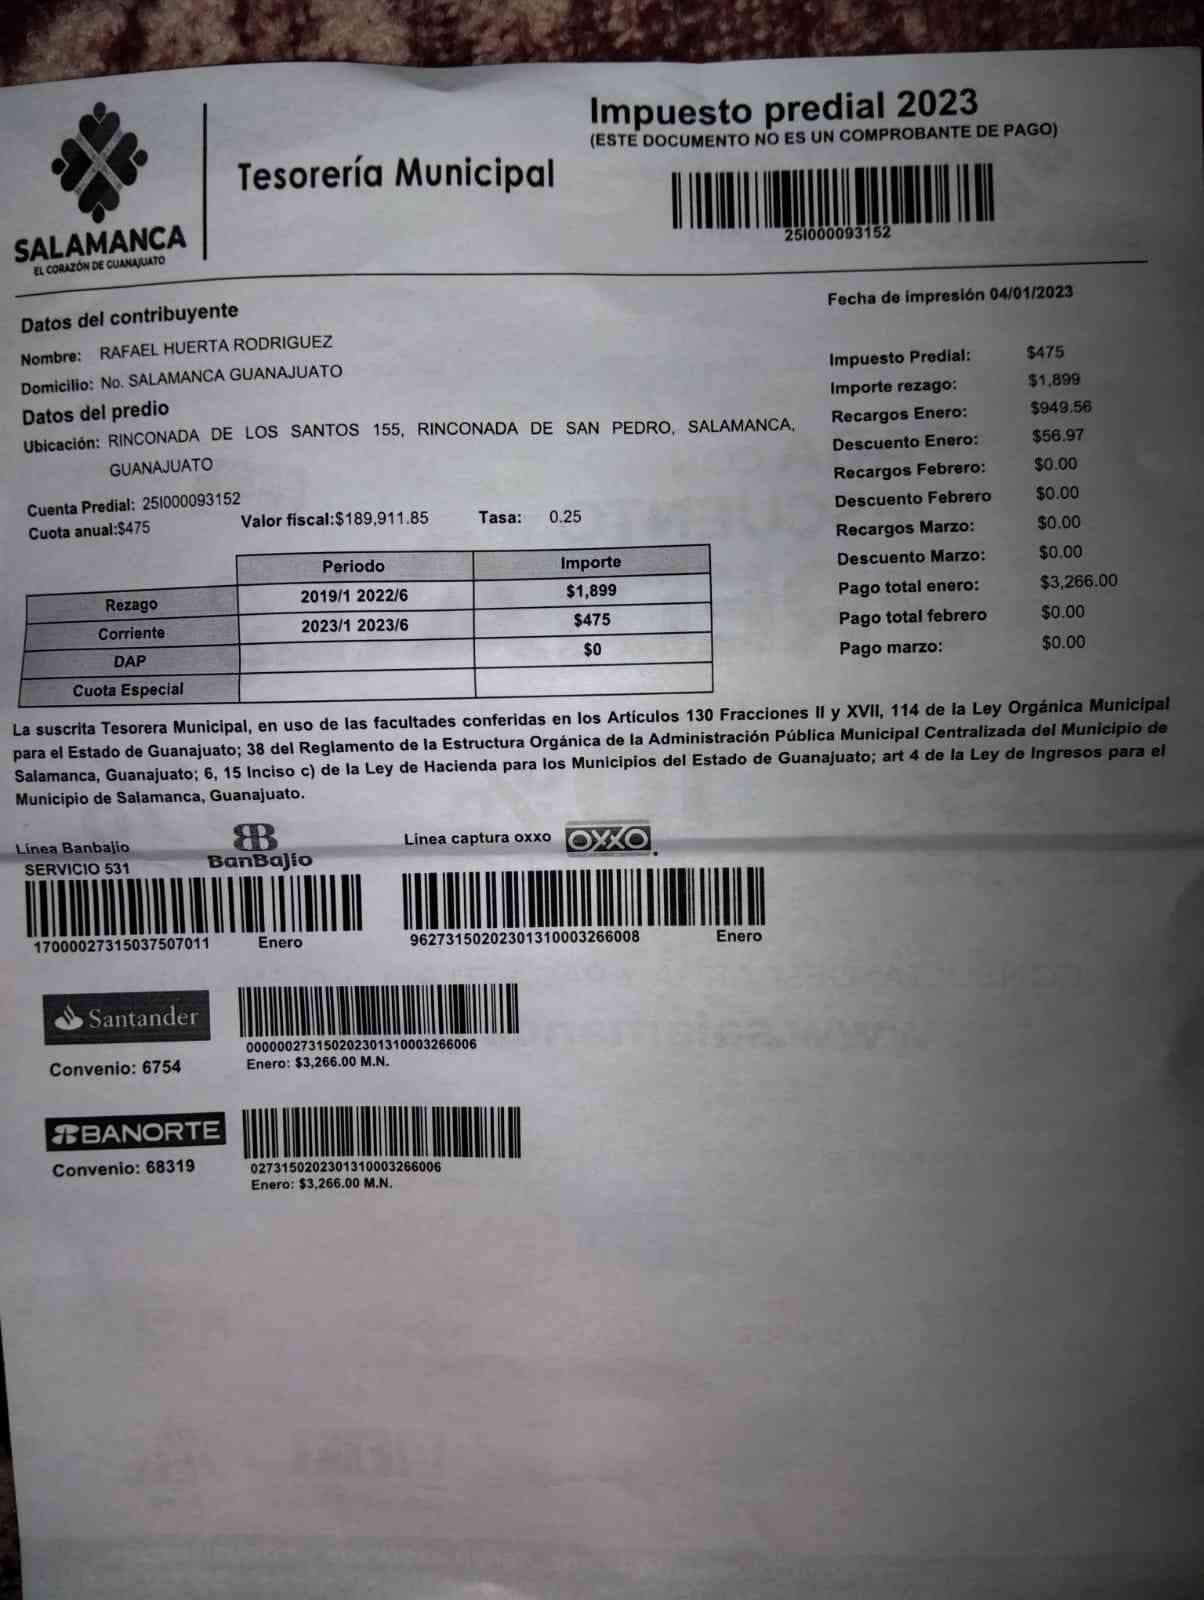 Impuesto predial 2023
(ESTE DOCUMENTO NO ES UN COMPROBANTE DE PAGO)
Tesorería Municipal
25I000093152
SALAMANCA
EL CORAZÓN DE GUANAJUATO
Fecha de impresión 04/01/2023
Datos del contribuyente
Nombre: RAFAEL HUERTA RODRIGUEZ
Domicilio: No. SALAMANCA GUANAJUATO
Datos del predio
Ubicación: RINCONADA DE LOS SANTOS 155, RINCONADA DE SAN PEDRO, SALAMANCA,
GUANAJUATO
Cuenta Predial: 25I000093152
Cuota anual:$475 Valor fiscal:$189,911.85 Tasa: 0.25
Impuesto Predial: $475
Importe rezago: $1,899
Recargos Enero: $949.56
Descuento Enero: $56.97
Recargos Febrero: $0.00
Descuento Febrero $0.00
Recargos Marzo: $0.00
Descuento Marzo: $0.00
Pago total enero: $3,266.00
Pago total febrero $0.00
Pago marzo: $0.00
Periodo Importe
Rezago 2019/1 2022/6 $1,899
Corriente 2023/1 2023/6 $475
DAP $0
Cuota Especial
La suscrita Tesorera Municipal, en uso de las facultades conferidas en los Artículos 130 Fracciones II y XVII, 114 de la Ley Orgánica Municipal
para el Estado de Guanajuato; 38 del Reglamento de la Estructura Orgánica de la Administración Pública Municipal Centralizada del Municipio de
Salamanca, Guanajuato; 6, 15 Inciso c) de la Ley de Hacienda para los Municipios del Estado de Guanajuato; art 4 de la Ley de Ingresos para el
Municipio de Salamanca, Guanajuato.
Línea Banbajío
SERVICIO 531
BanBajío
Línea captura oxxo OXXO
17000027315037507011 Enero
962731502023013100032660​08 Enero
Santander
Convenio: 6754
00000027315020230131000326​6006
Enero: $3,266.00 M.N.
BANORTE
Convenio: 68319
0273150202301310003266006
Enero: $3,266.00 M.N.